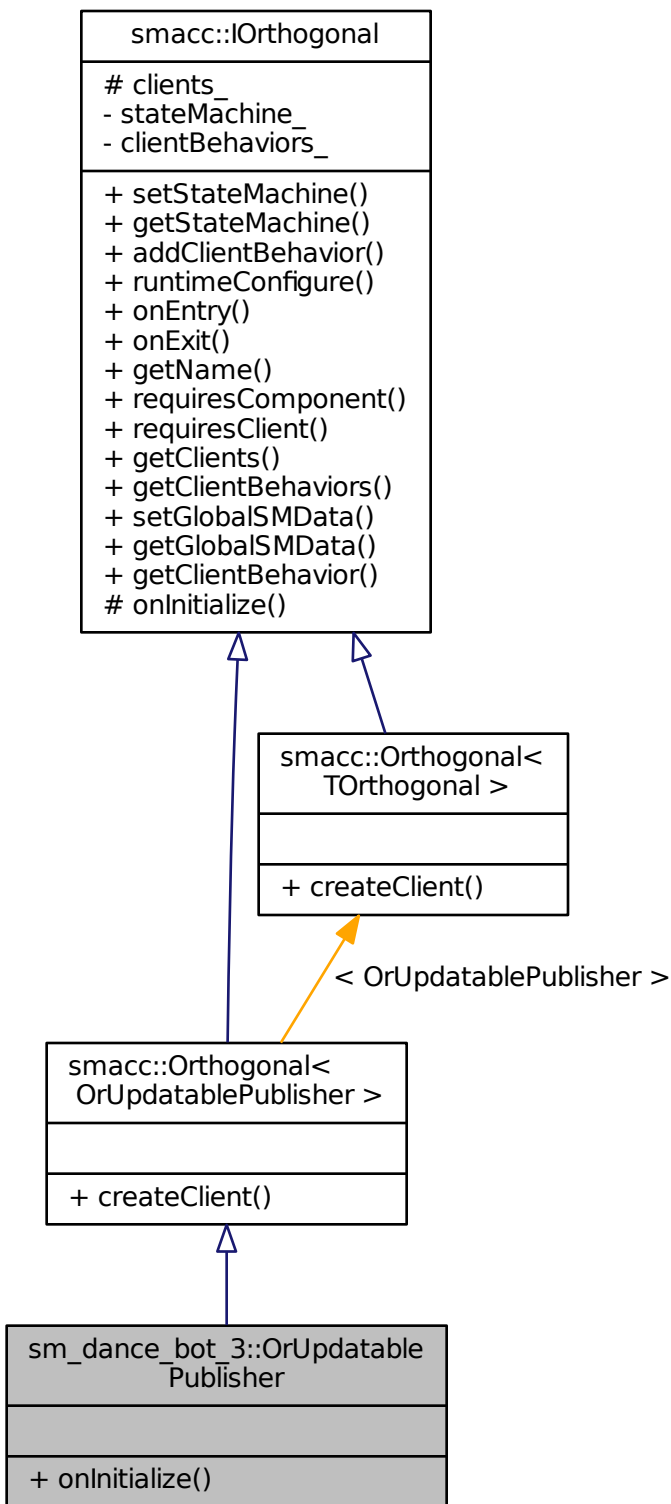 smacc::IOrthogonal
# clients_
- stateMachine_
- clientBehaviors_
+ setStateMachine()
+ getStateMachine()
+ addClientBehavior()
+ runtimeConfigure()
+ onEntry()
+ onExit()
+ getName()
+ requiresComponent()
+ requiresClient()
+ getClients()
+ getClientBehaviors()
+ setGlobalSMData()
+ getGlobalSMData()
+ getClientBehavior()
# onInitialize()
smacc::Orthogonal<
TOrthogonal >
+ createClient()
< OrUpdatablePublisher >
smacc::Orthogonal<
OrUpdatablePublisher >
+ createClient()
sm_dance_bot_3::OrUpdatable
Publisher
+ onInitialize()